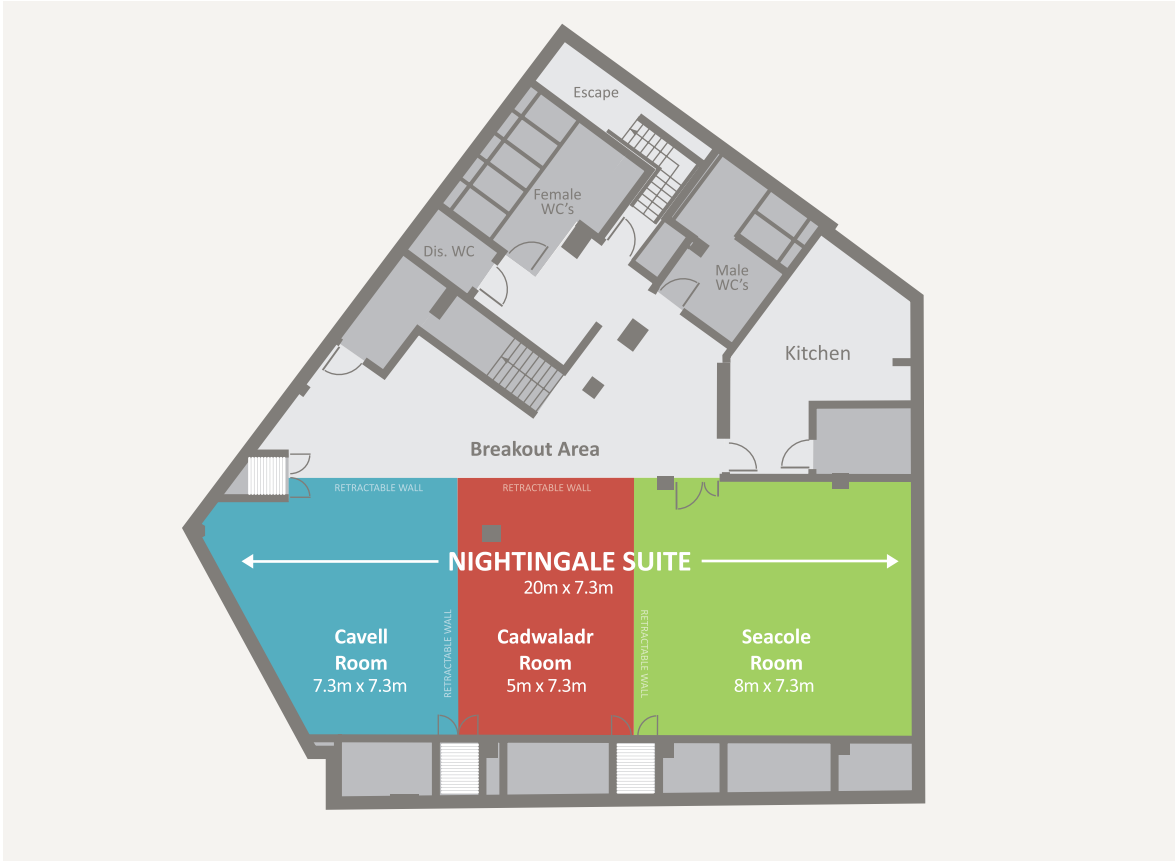 Escape
Female
WC's
Dis. WC
Male
WC's
Kitchen
Breakout Area
RETRACTABLE WALL
RETRACTABLE WALL
NIGHTINGALE SUITE
20m x 7.3m
RETRACTABLE WALL
RETRACTABLE WALL
Cavell
Room
7.3m x 7.3m
Cadwaladr
Room
5m x 7.3m
Seacole
Room
8m x 7.3m